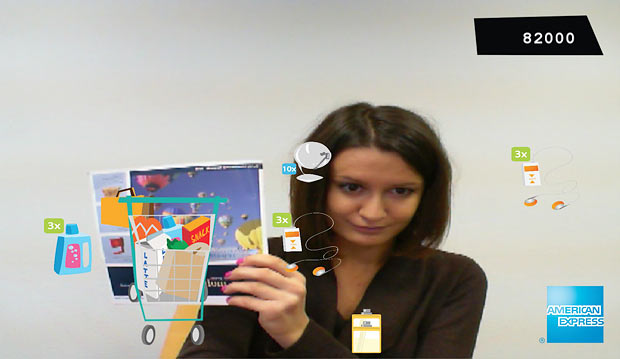 82000
10x
3x
3x
3x
SNACK
LATTE
AMERICAN
EXPRESS
®